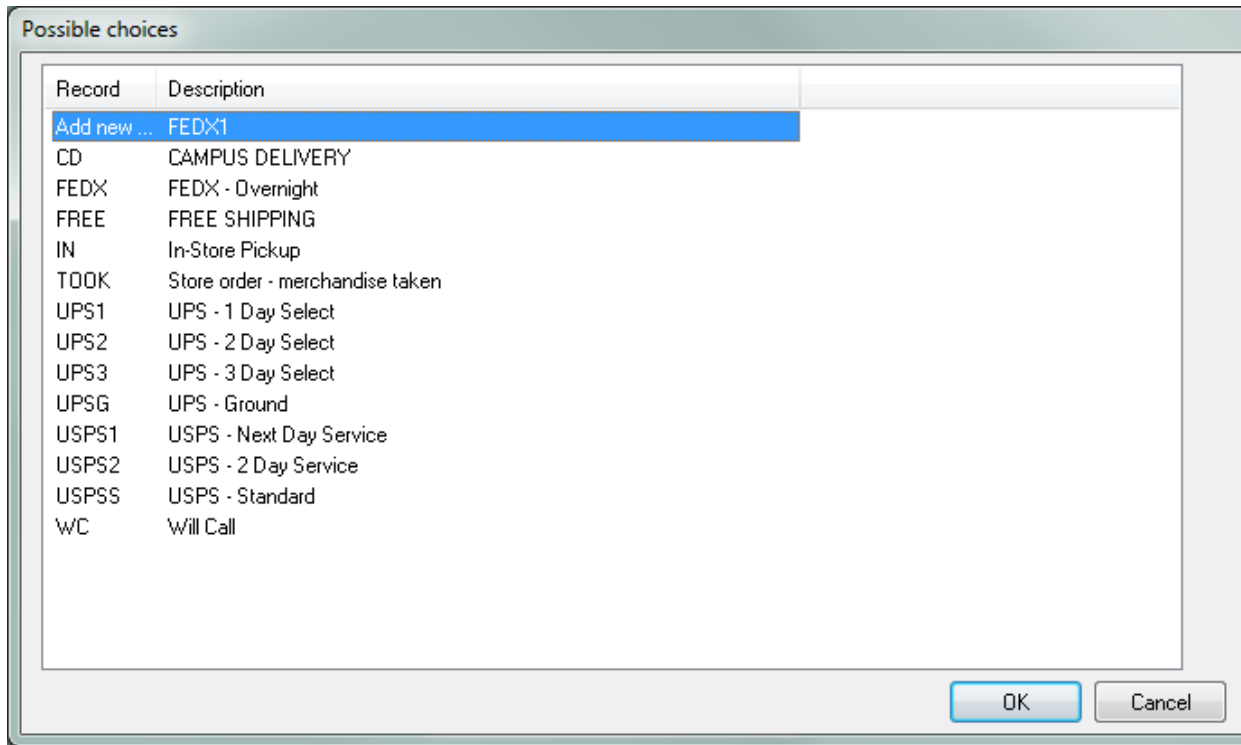 Possible choices
Record Description
Add new ... FEDX1
CD CAMPUS DELIVERY
FEDX FEDX - Overnight
FREE FREE SHIPPING
IN In-Store Pickup
TOOK Store order - merchandise taken
UPS1 UPS - 1 Day Select
UPS2 UPS - 2 Day Select
UPS3 UPS - 3 Day Select
UPSG UPS - Ground
USPS1 USPS - Next Day Service
USPS2 USPS - 2 Day Service
USPSS USPS - Standard
WC Will Call
OK Cancel